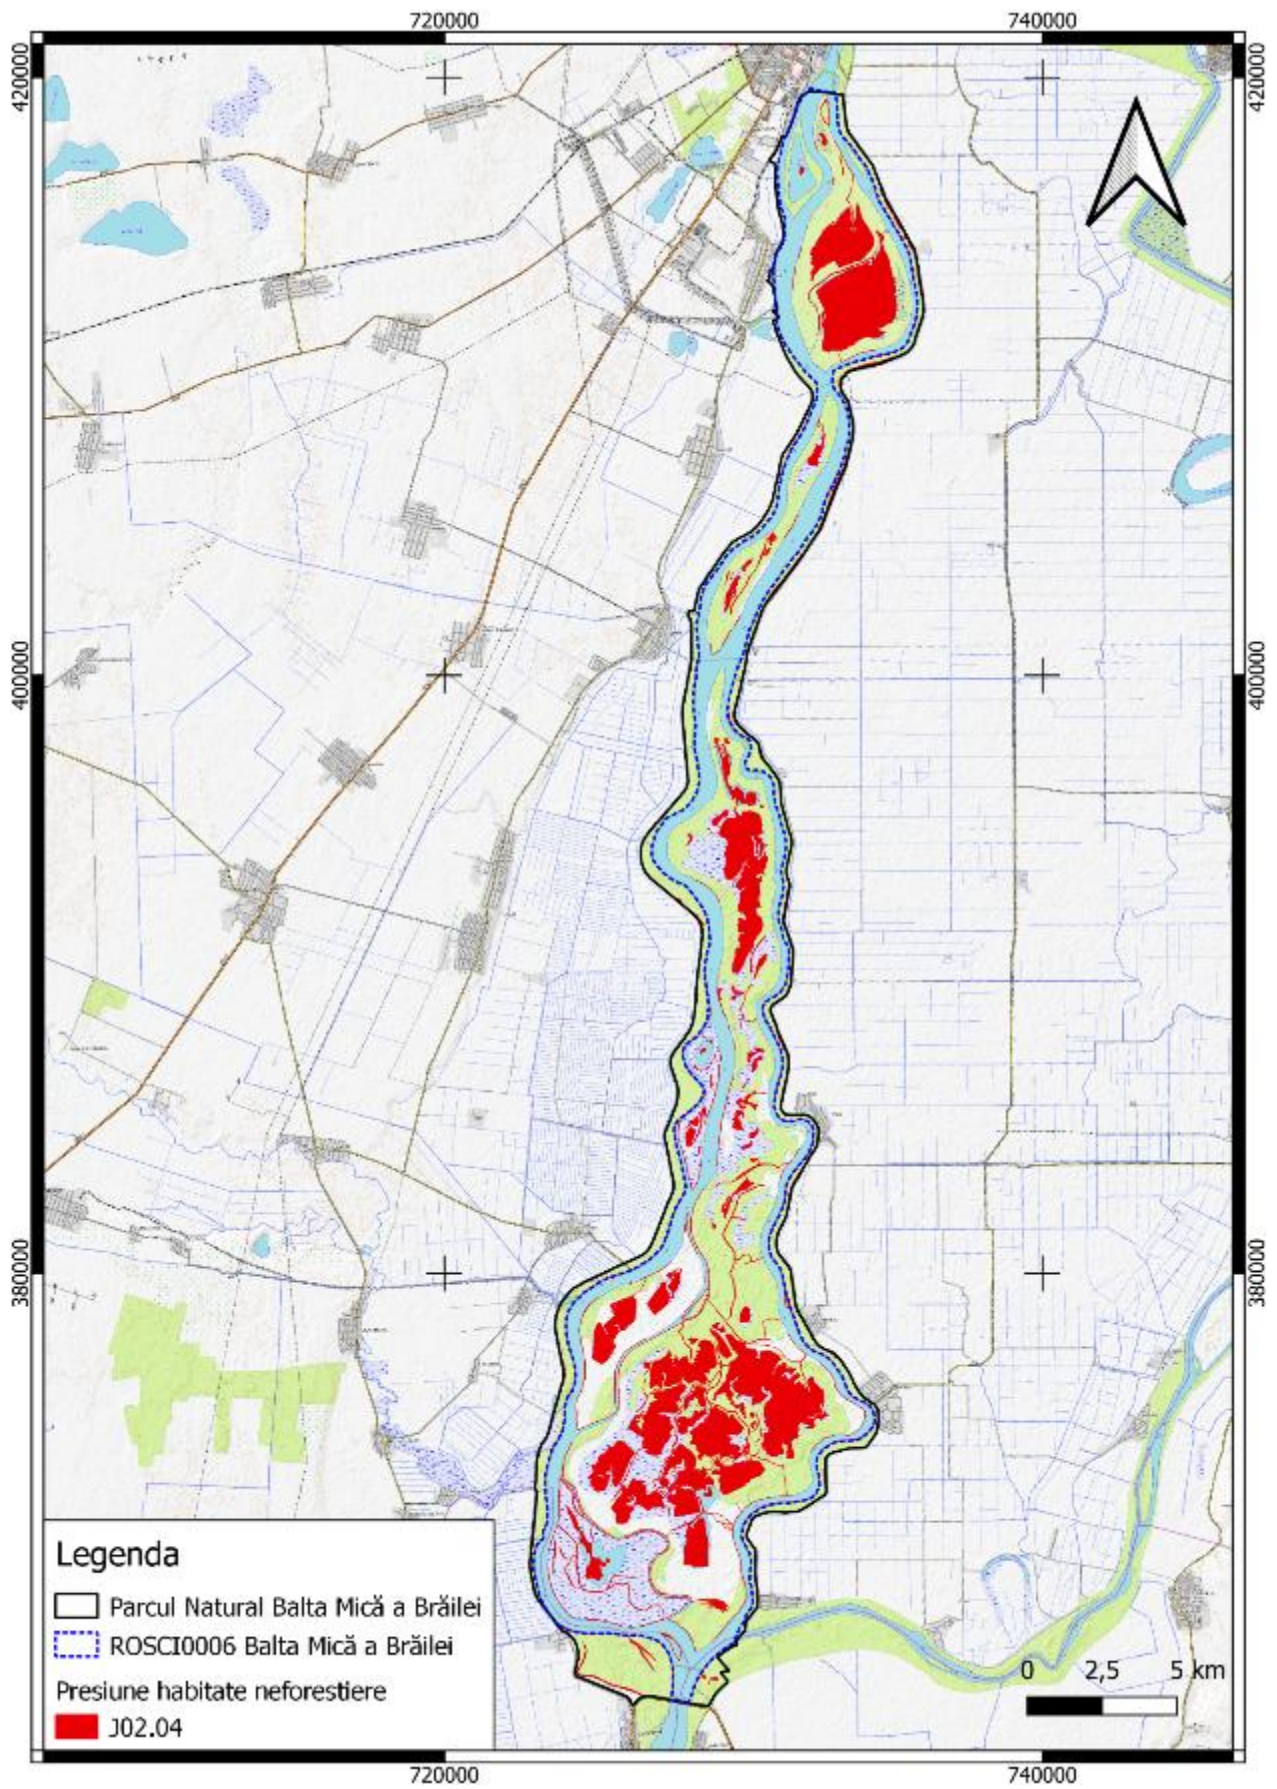 720000
740000
420000
420000
400000
400000
380000
380000
Legenda
Parcul Natural Balta Mică a Brăilei
ROSCI0006 Balta Mică a Brăilei
Presiune habitate neforestiere
J02.04
0 2,5 5 km
720000
740000